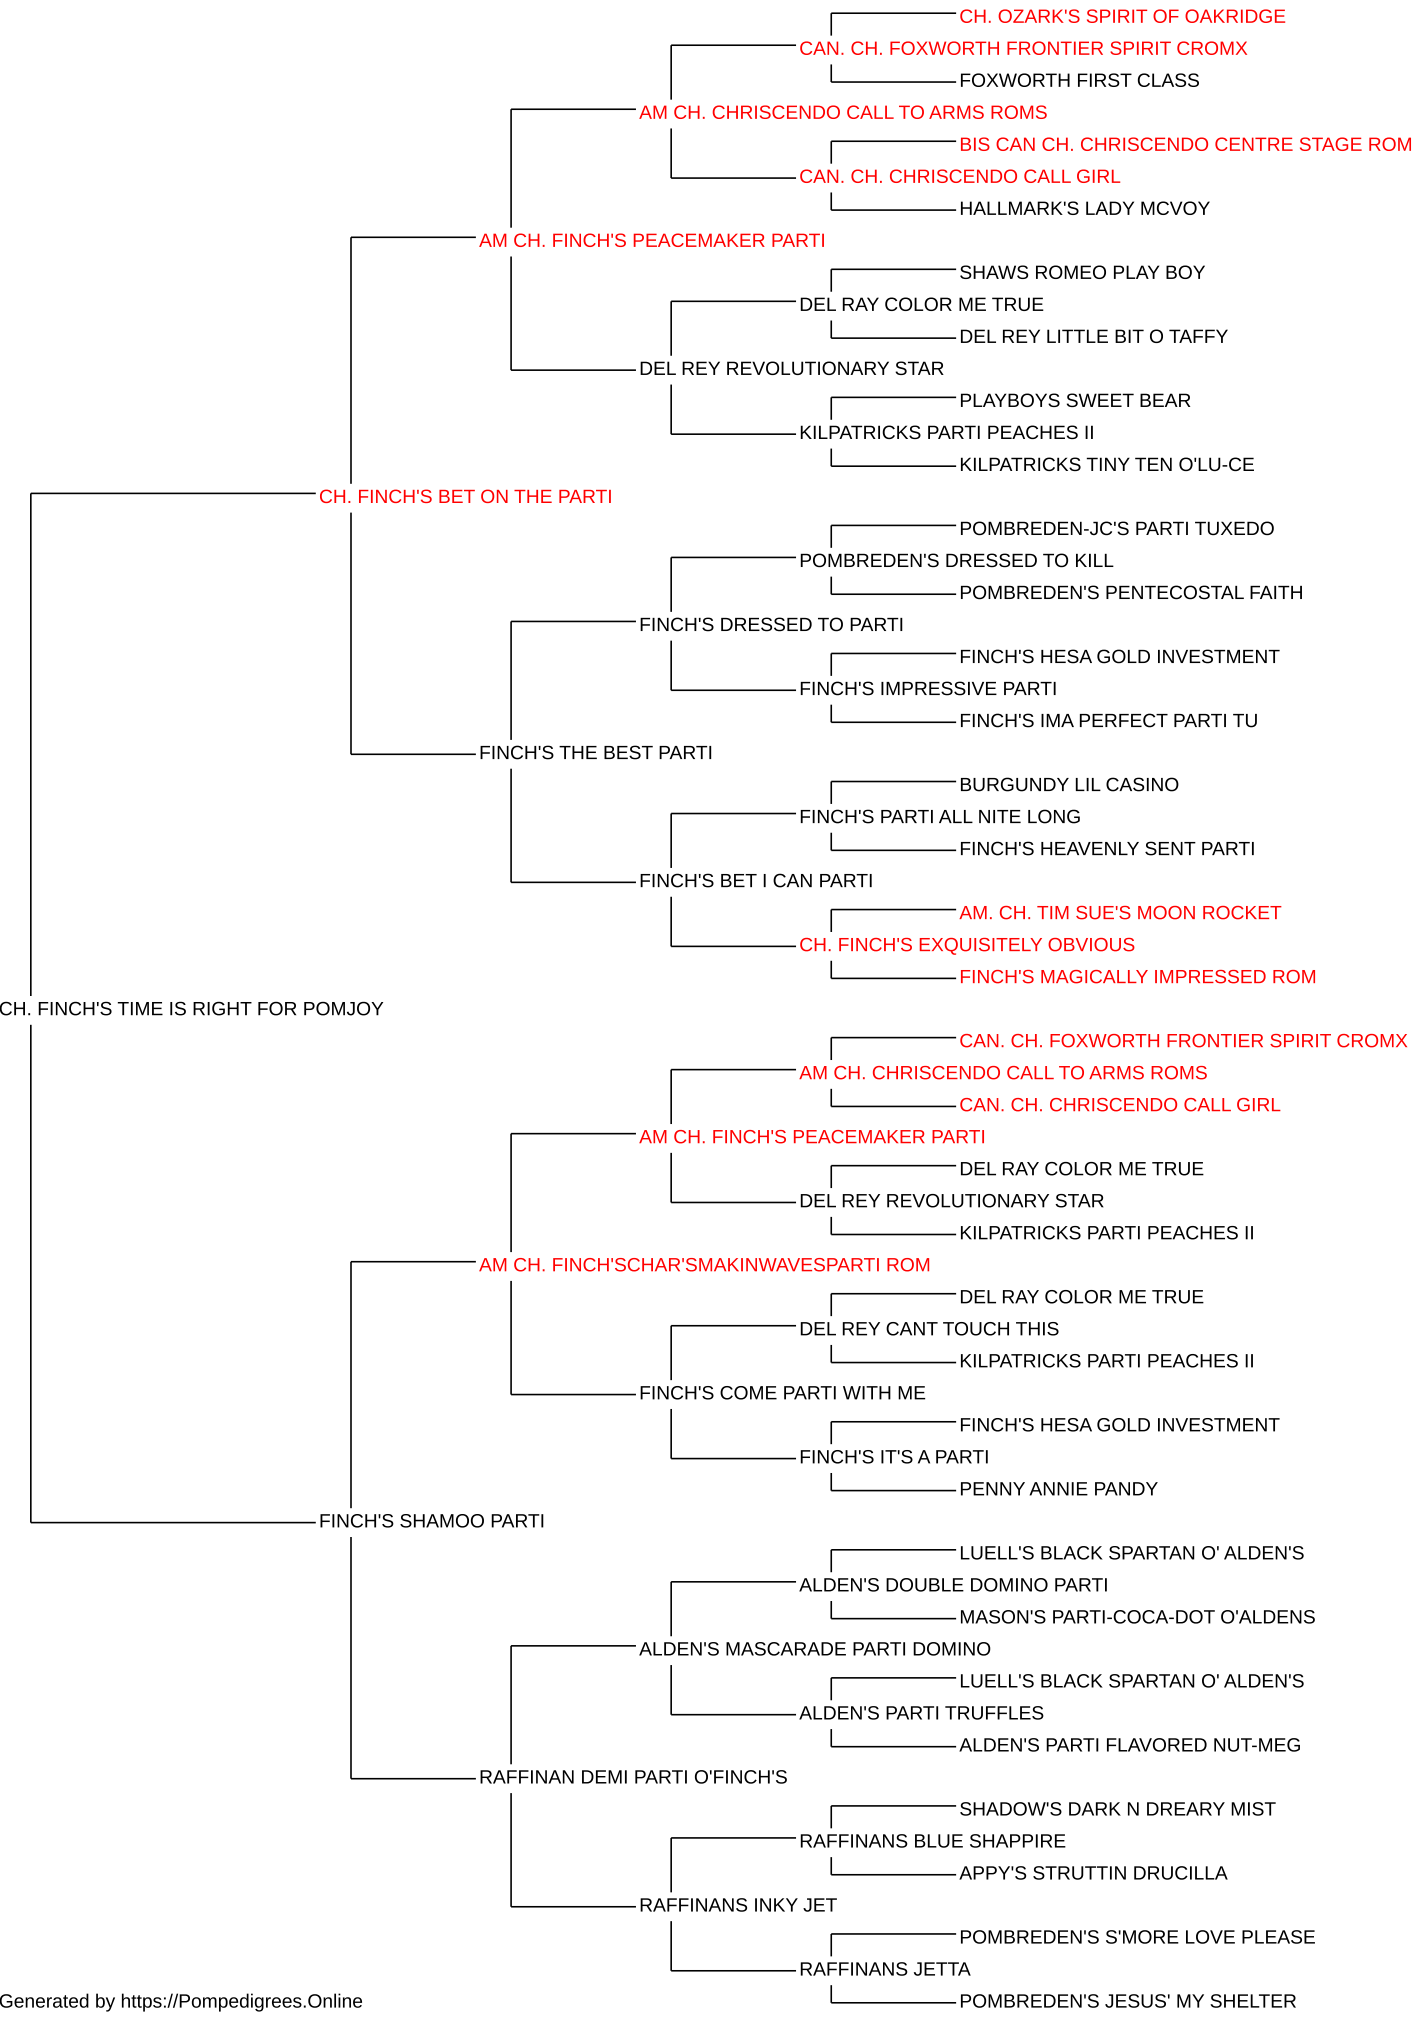 CH. OZARK'S SPIRIT OF OAKRIDGE
CAN. CH. FOXWORTH FRONTIER SPIRIT CROMX
FOXWORTH FIRST CLASS
AM CH. CHRISCENDO CALL TO ARMS ROMS
BIS CAN CH. CHRISCENDO CENTRE STAGE ROM
CAN. CH. CHRISCENDO CALL GIRL
HALLMARK'S LADY MCVOY
AM CH. FINCH'S PEACEMAKER PARTI
SHAWS ROMEO PLAY BOY
DEL RAY COLOR ME TRUE
DEL REY LITTLE BIT O TAFFY
DEL REY REVOLUTIONARY STAR
PLAYBOYS SWEET BEAR
KILPATRICKS PARTI PEACHES II
KILPATRICKS TINY TEN O'LU-CE
CH. FINCH'S BET ON THE PARTI
POMBREDEN-JC'S PARTI TUXEDO
POMBREDEN'S DRESSED TO KILL
POMBREDEN'S PENTECOSTAL FAITH
FINCH'S DRESSED TO PARTI
FINCH'S HESA GOLD INVESTMENT
FINCH'S IMPRESSIVE PARTI
FINCH'S IMA PERFECT PARTI TU
FINCH'S THE BEST PARTI
BURGUNDY LIL CASINO
FINCH'S PARTI ALL NITE LONG
FINCH'S HEAVENLY SENT PARTI
FINCH'S BET I CAN PARTI
AM. CH. TIM SUE'S MOON ROCKET
CH. FINCH'S EXQUISITELY OBVIOUS
FINCH'S MAGICALLY IMPRESSED ROM
CH. FINCH'S TIME IS RIGHT FOR POMJOY
CAN. CH. FOXWORTH FRONTIER SPIRIT CROMX
AM CH. CHRISCENDO CALL TO ARMS ROMS
CAN. CH. CHRISCENDO CALL GIRL
AM CH. FINCH'S PEACEMAKER PARTI
DEL RAY COLOR ME TRUE
DEL REY REVOLUTIONARY STAR
KILPATRICKS PARTI PEACHES II
AM CH. FINCH'SCHAR'SMAKINWAVESPARTI ROM
DEL RAY COLOR ME TRUE
DEL REY CANT TOUCH THIS
KILPATRICKS PARTI PEACHES II
FINCH'S COME PARTI WITH ME
FINCH'S HESA GOLD INVESTMENT
FINCH'S IT'S A PARTI
PENNY ANNIE PANDY
FINCH'S SHAMOO PARTI
LUELL'S BLACK SPARTAN O' ALDEN'S
ALDEN'S DOUBLE DOMINO PARTI
MASON'S PARTI-COCA-DOT O'ALDENS
ALDEN'S MASCARADE PARTI DOMINO
LUELL'S BLACK SPARTAN O' ALDEN'S
ALDEN'S PARTI TRUFFLES
ALDEN'S PARTI FLAVORED NUT-MEG
RAFFINAN DEMI PARTI O'FINCH'S
SHADOW'S DARK N DREARY MIST
RAFFINANS BLUE SHAPPIRE
APPY'S STRUTTIN DRUCILLA
RAFFINANS INKY JET
POMBREDEN'S S'MORE LOVE PLEASE
RAFFINANS JETTA
POMBREDEN'S JESUS' MY SHELTER
Generated by https://Pompedigrees.Online